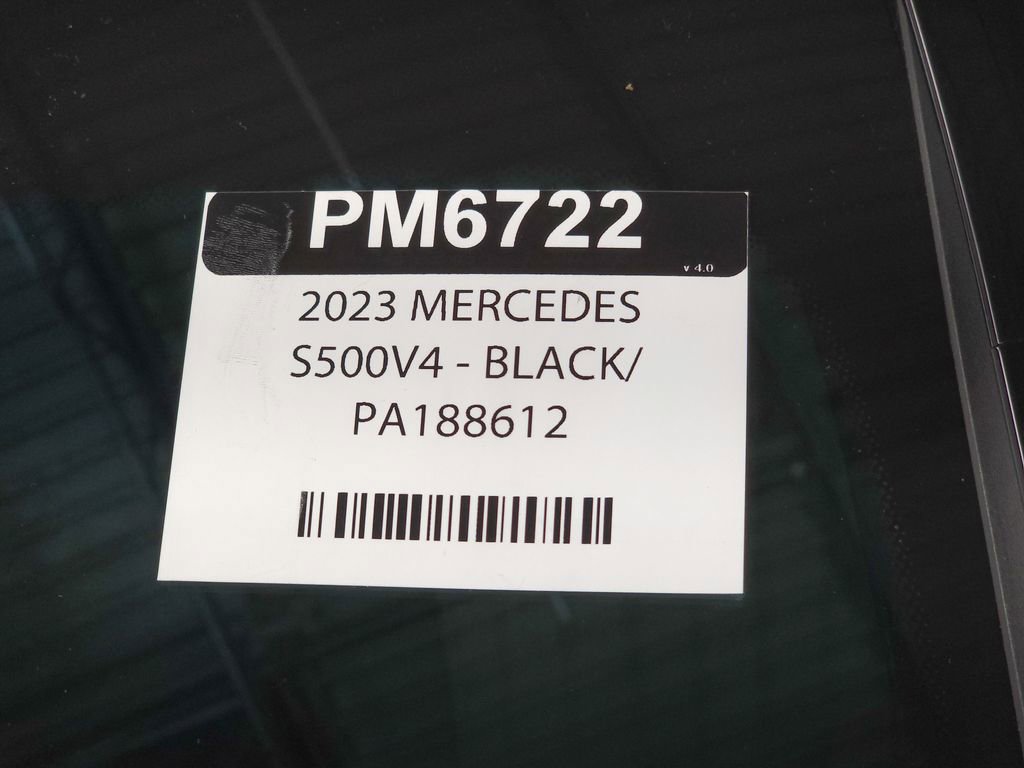 PM6722
v 4.0
2023 MERCEDES
S500V4 - BLACK/
PA188612